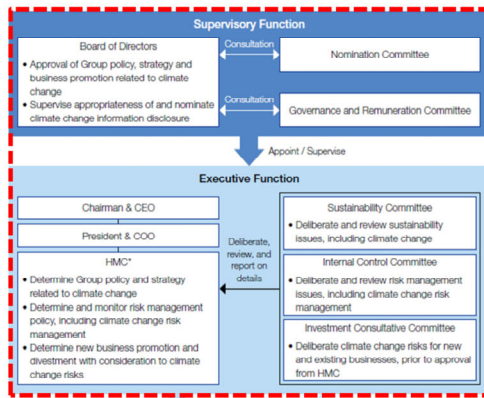 Supervisory Function
Board of Directors
• Approval of Group policy, strategy and
business promotion related to climate
change
• Supervise appropriateness of and nominate
climate change information disclosure
Consultation
Nomination Committee
Consultation
Governance and Remuneration Committee
Appoint / Supervise
Executive Function
Chairman & CEO
President & COO
HMC*
• Determine Group policy and strategy
related to climate change
• Determine and monitor risk management
policy, including climate change risk
management
• Determine new business promotion and
divestment with consideration to climate
change risks
Deliberate,
review, and
report on
details
Sustainability Committee
• Deliberate and review sustainability
issues, including climate change
Internal Control Committee
• Deliberate and review risk management
issues, including climate change risk
management
Investment Consultative Committee
• Deliberate climate change risks for new
and existing businesses, prior to approval
from HMC